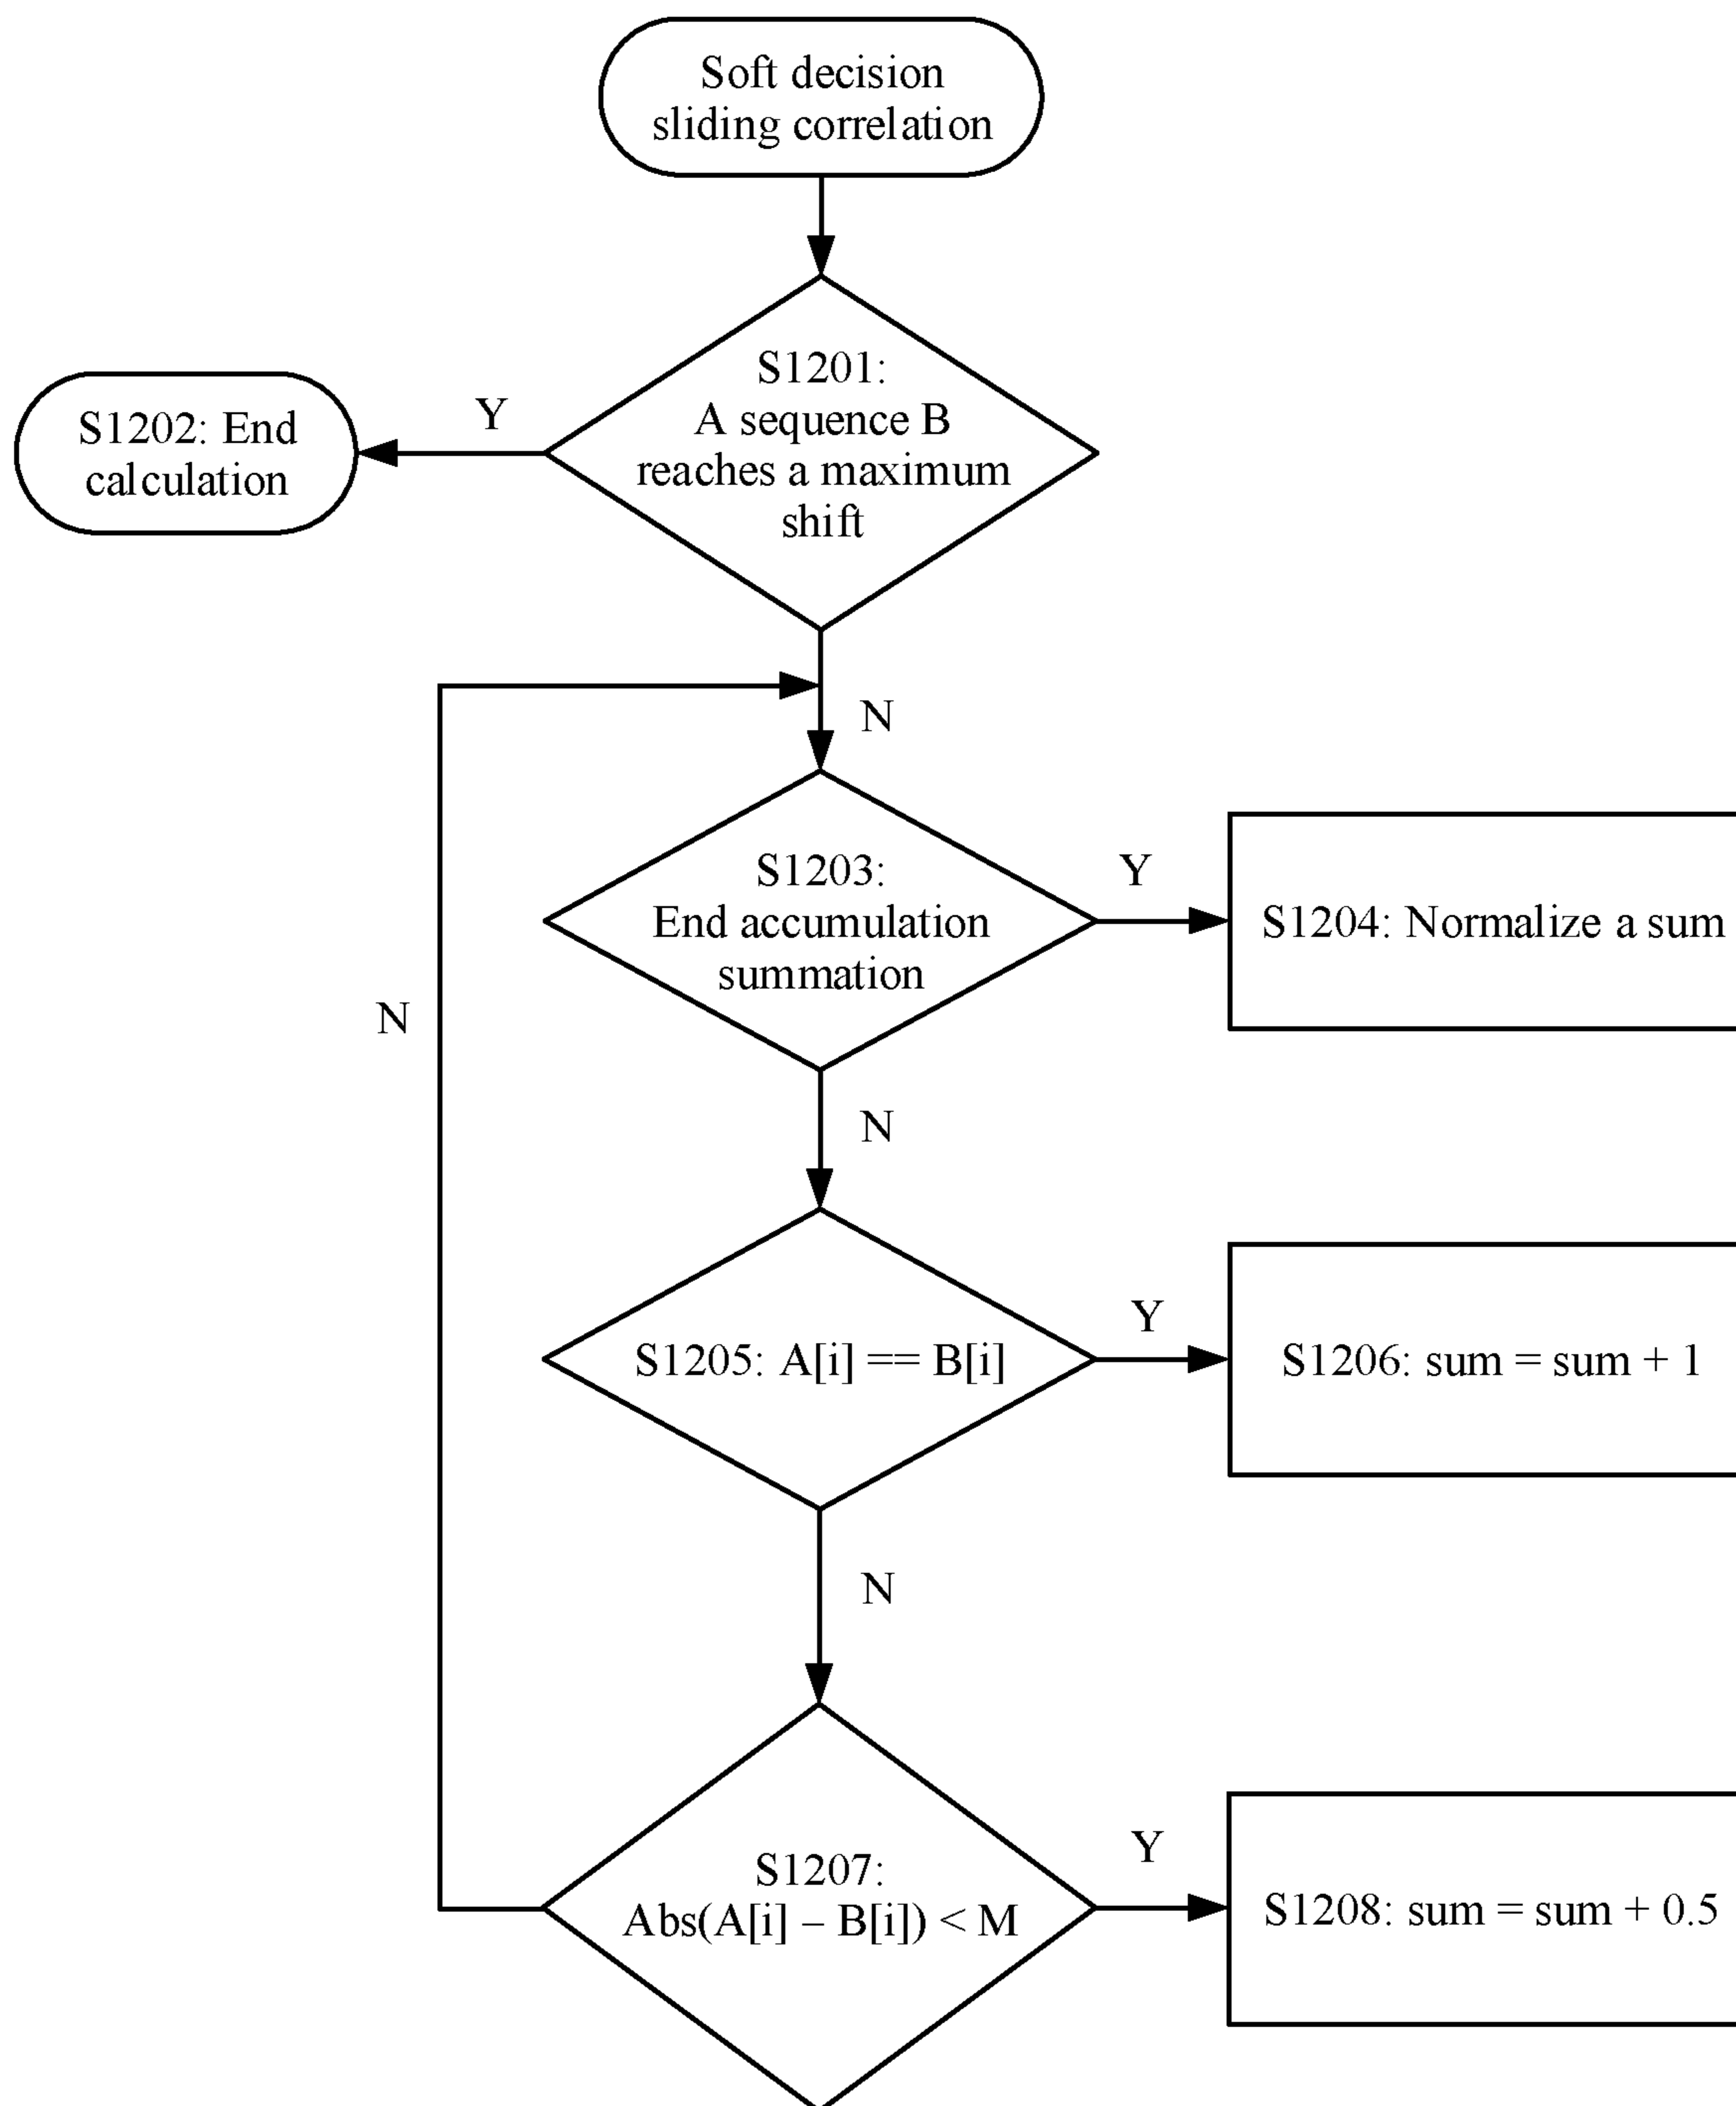 Soft decision
sliding correlation
S1201:
A sequence B
reaches a maximum
shift
Y
S1202: End
calculation
N
S1203:
End accumulation
summation
Y
S1204: Normalize a sum
N
N
S1205: A[i] == B[i]
Y
S1206: sum = sum + 1
N
S1207:
Abs(A[i] – B[i]) < M
Y
S1208: sum = sum + 0.5